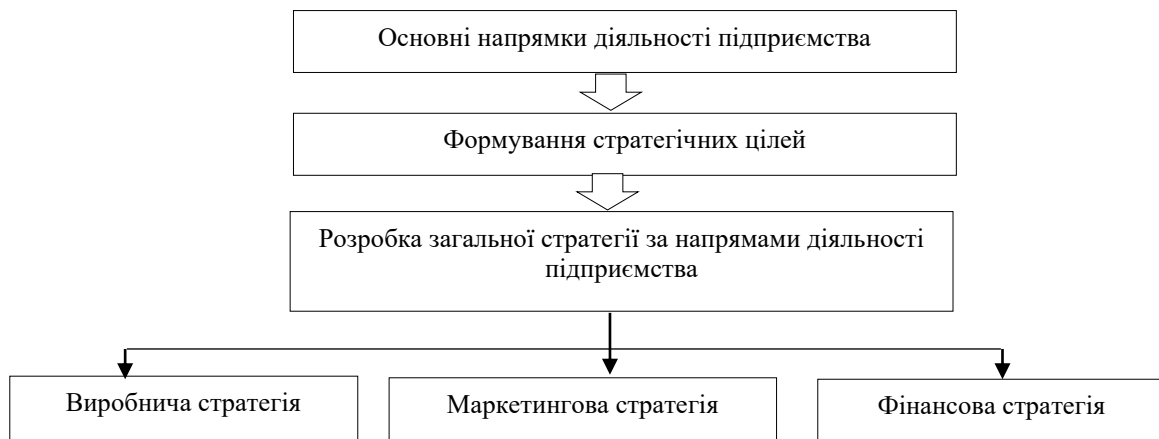 Основні напрямки діяльності підприємства
Формування стратегічних цілей
Розробка загальної стратегії за напрямами діяльності
підприємства
Виробнича стратегія
Маркетингова стратегія
Фінансова стратегія